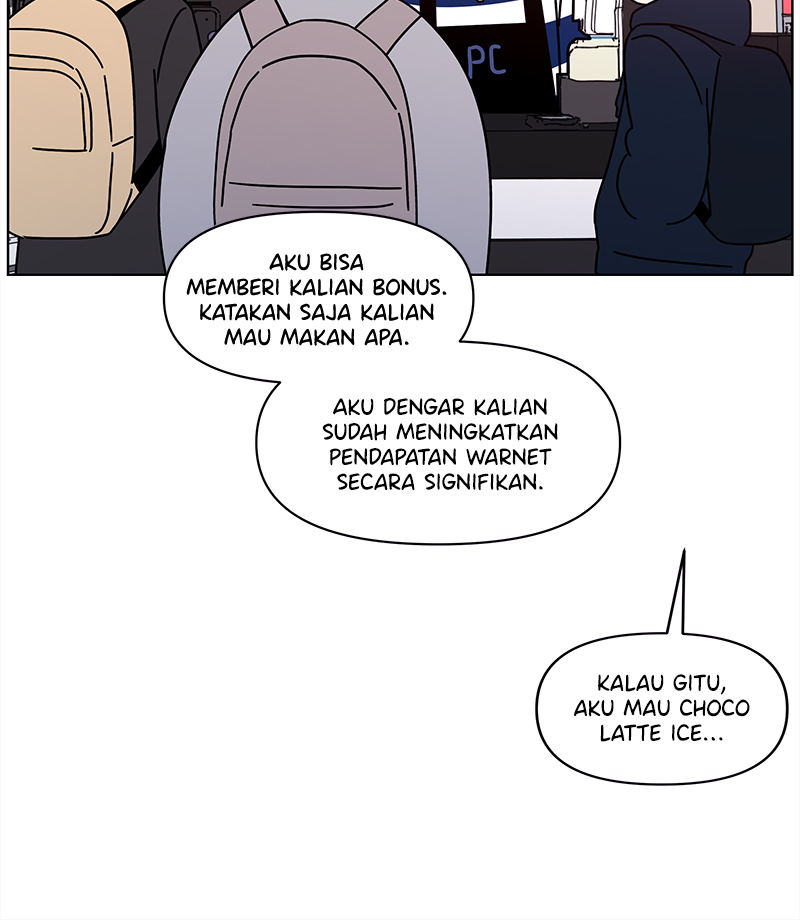 PC
AKU BISA
MEMBERI KALIAN BONUS.
KATAKAN SAJA KALIAN
MAU MAKAN APA.
AKU DENGAR KALIAN
SUDAH MENINGKATKAN
PENDAPATAN WARNET
SECARA SIGNIFIKAN.
KALAU GITU,
AKU MAU CHOCO
LATTE ICE...